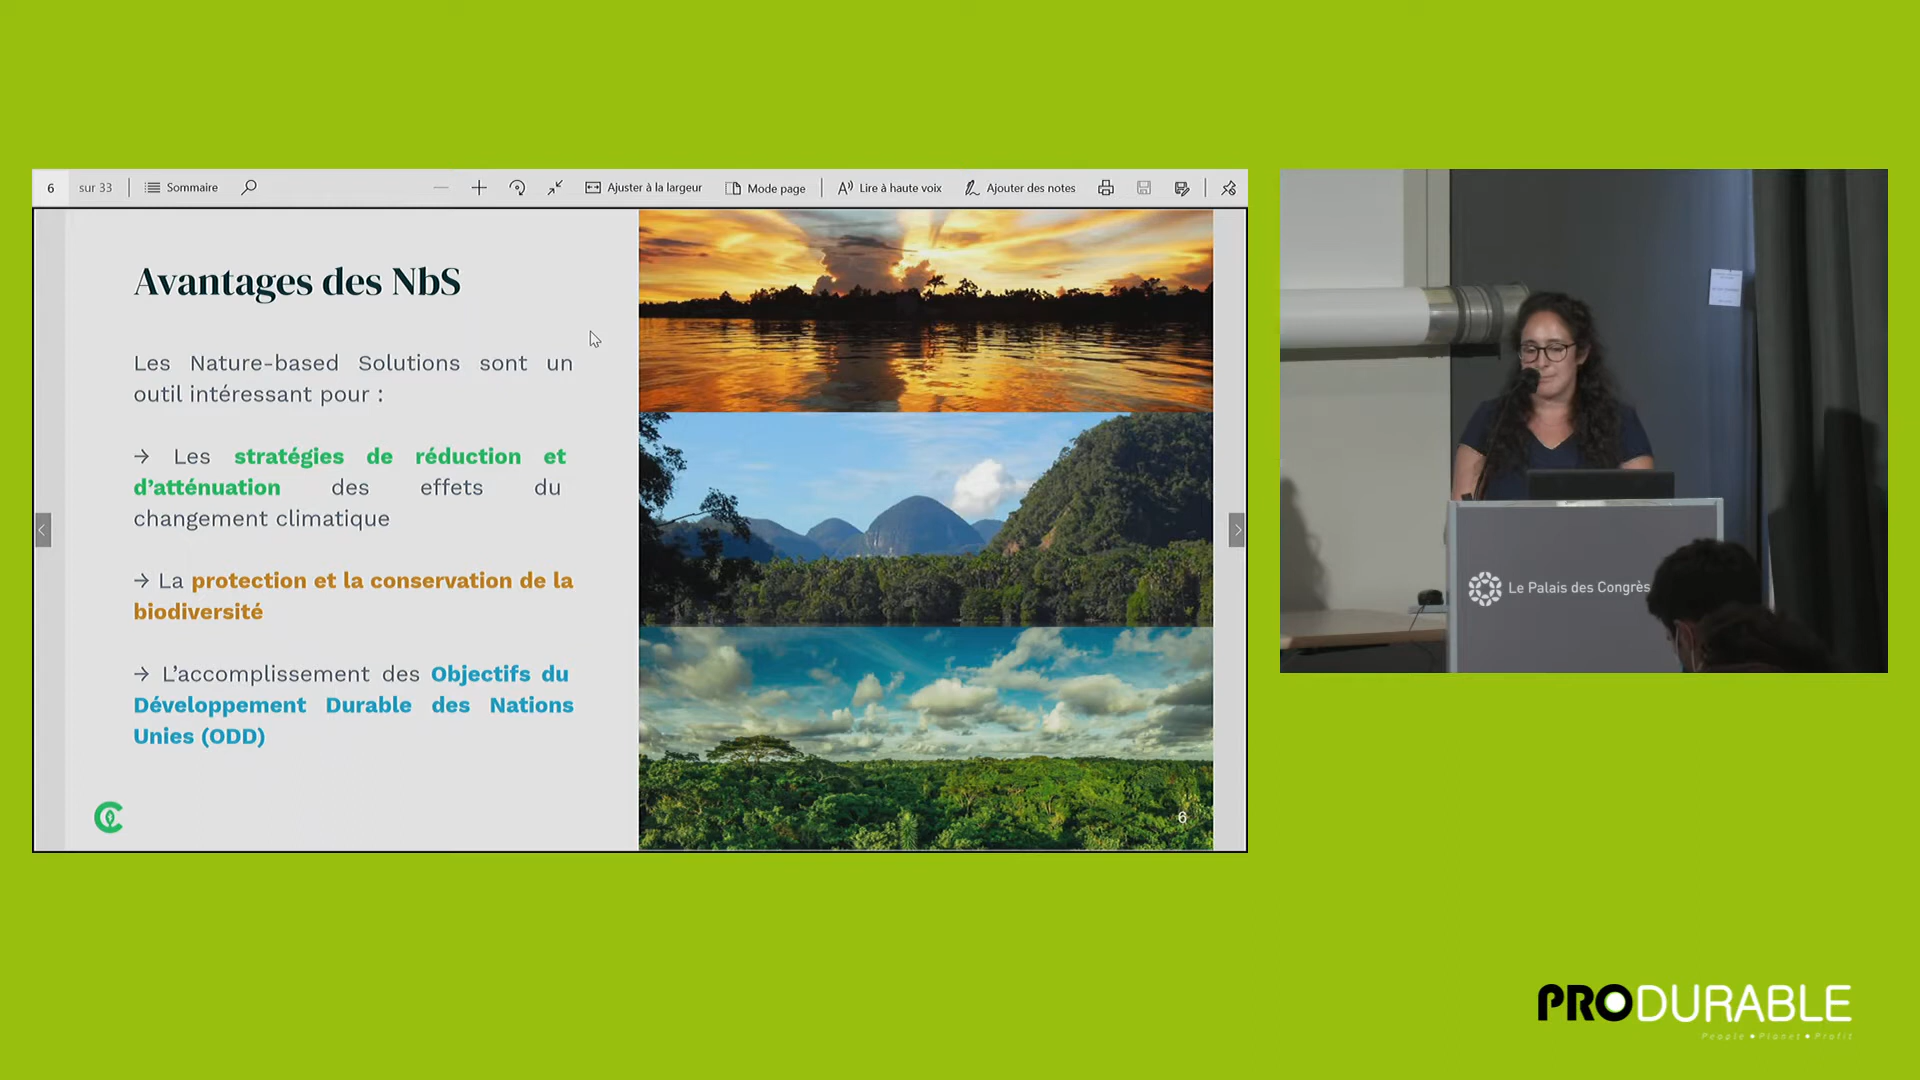 6 sur 33 Sommaire Ajuster à la largeur Mode page Lire à haute voix Ajouter des notes
Avantages des NbS
Les Nature-based Solutions sont un
outil intéressant pour :
→ Les stratégies de réduction et
d'atténuation des effets du
changement climatique
→ La protection et la conservation de la
biodiversité
→ L'accomplissement des Objectifs du
Développement Durable des Nations
Unies (ODD)
6
Le Palais des Congrès
PRODURABLE
People • Planet • Profit